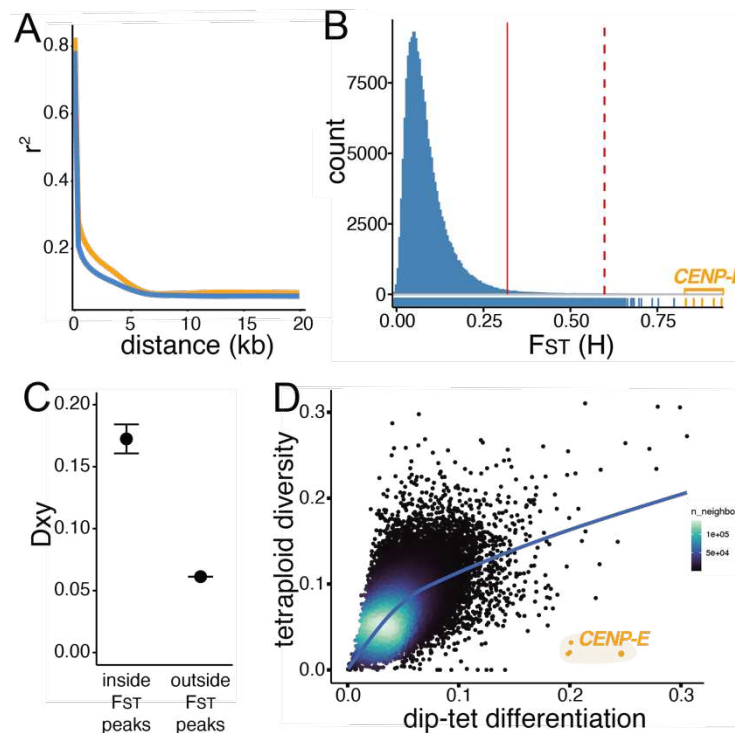 A
0.8
0.6
0.4
0.2
r²
0
5
10
15
20
distance (kb)
B
7500
5000
2500
0
count
CENP-E
0.00
0.25
0.50
0.75
FST (H)
C
0.20
0.15
0.10
0.05
0.00
Dxy
inside
FST
peaks
outside
FST
peaks
D
0.3
0.2
0.1
0.0
tetraploid diversity
n_neighbo
1e+05
5e+04
CENP-E
0.0
0.1
0.2
0.3
dip-tet differentiation